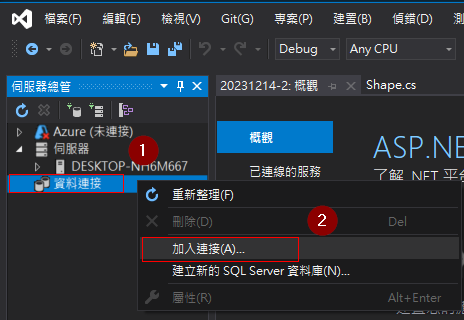 檔案(F) 編輯(E) 檢視(V) Git(G) 專案(P) 建置(B) 偵錯(D)
Debug Any CPU
伺服器總管
20231214-2: 概觀 Shape.cs
Azure (未連接)
伺服器
1
DESKTOP-NH6M667
資料連接
概觀
已連線的服務
ASP.NE
了解 .NET 平台
重新整理(F)
2
刪除(D) Del
加入連接(A)...
建立新的 SQL Server 資料庫(N)...
屬性(R) Alt+Enter